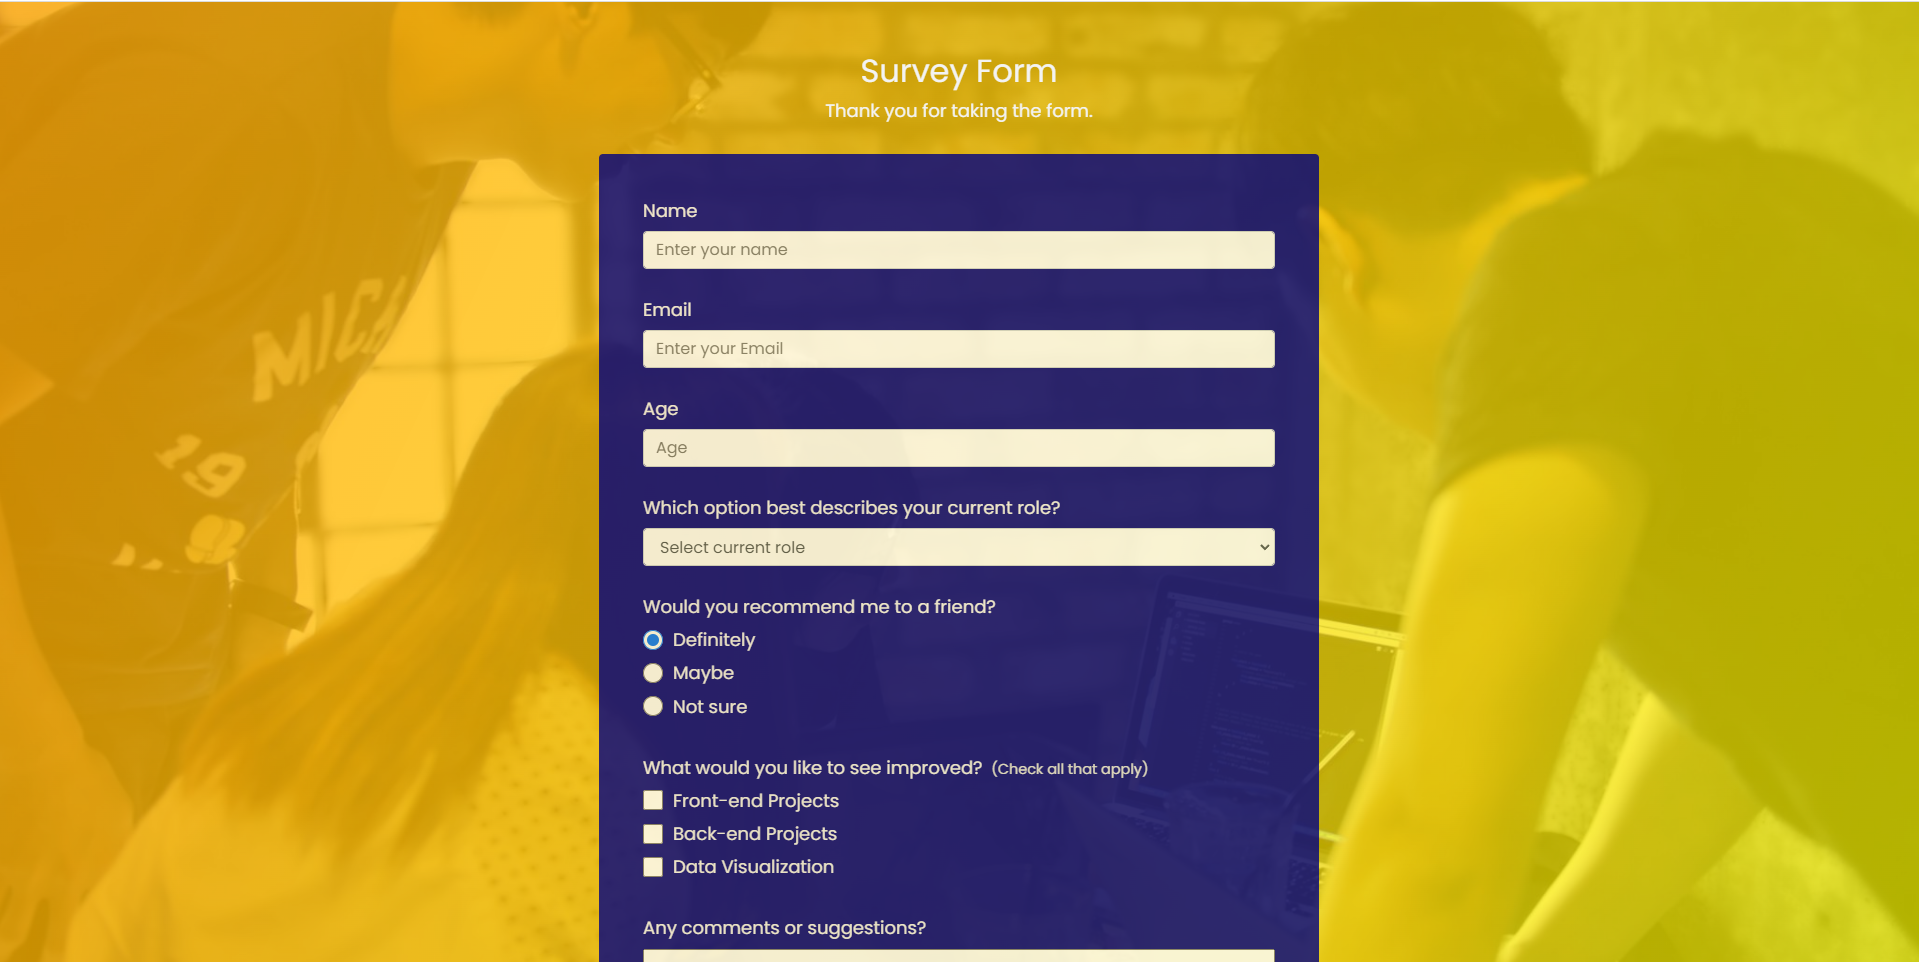 Survey Form
Thank you for taking the form.
Name
Enter your name
Email
Enter your Email
Age
Age
Which option best describes your current role?
Select current role
Would you recommend me to a friend?
Definitely
Maybe
Not sure
What would you like to see improved? (Check all that apply)
Front-end Projects
Back-end Projects
Data Visualization
Any comments or suggestions?
MICH
19